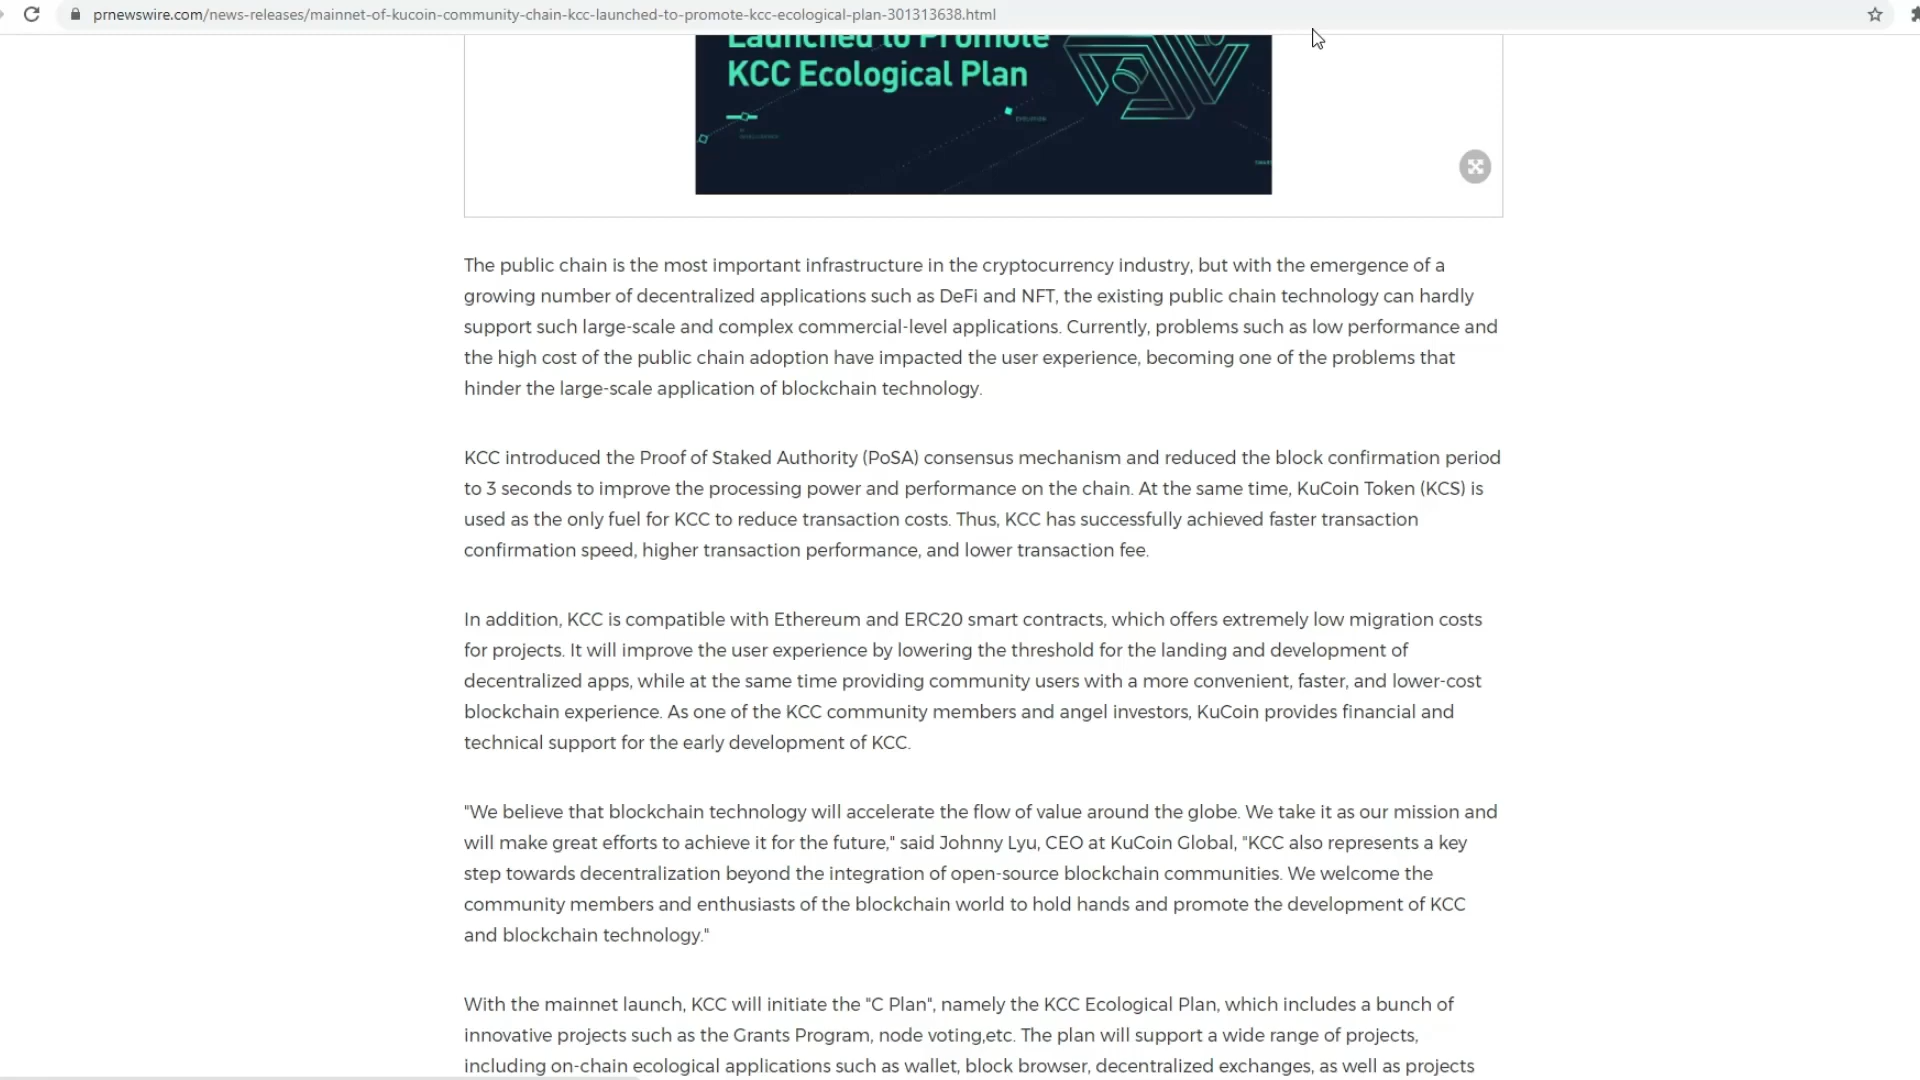 prnewswire.com/news-releases/mainnet-of-kucoin-community-chain-kcc-launched-to-promote-kcc-ecological-plan-301313638.html
Launched to Promote
KCC Ecological Plan
The public chain is the most important infrastructure in the cryptocurrency industry, but with the emergence of a
growing number of decentralized applications such as DeFi and NFT, the existing public chain technology can hardly
support such large-scale and complex commercial-level applications. Currently, problems such as low performance and
the high cost of the public chain adoption have impacted the user experience, becoming one of the problems that
hinder the large-scale application of blockchain technology.
KCC introduced the Proof of Staked Authority (PoSA) consensus mechanism and reduced the block confirmation period
to 3 seconds to improve the processing power and performance on the chain. At the same time, KuCoin Token (KCS) is
used as the only fuel for KCC to reduce transaction costs. Thus, KCC has successfully achieved faster transaction
confirmation speed, higher transaction performance, and lower transaction fee.
In addition, KCC is compatible with Ethereum and ERC20 smart contracts, which offers extremely low migration costs
for projects. It will improve the user experience by lowering the threshold for the landing and development of
decentralized apps, while at the same time providing community users with a more convenient, faster, and lower-cost
blockchain experience. As one of the KCC community members and angel investors, KuCoin provides financial and
technical support for the early development of KCC.
"We believe that blockchain technology will accelerate the flow of value around the globe. We take it as our mission and
will make great efforts to achieve it for the future," said Johnny Lyu, CEO at KuCoin Global, "KCC also represents a key
step towards decentralization beyond the integration of open-source blockchain communities. We welcome the
community members and enthusiasts of the blockchain world to hold hands and promote the development of KCC
and blockchain technology."
With the mainnet launch, KCC will initiate the "C Plan", namely the KCC Ecological Plan, which includes a bunch of
innovative projects such as the Grants Program, node voting,etc. The plan will support a wide range of projects,
including on-chain ecological applications such as wallet, block browser, decentralized exchanges, as well as projects